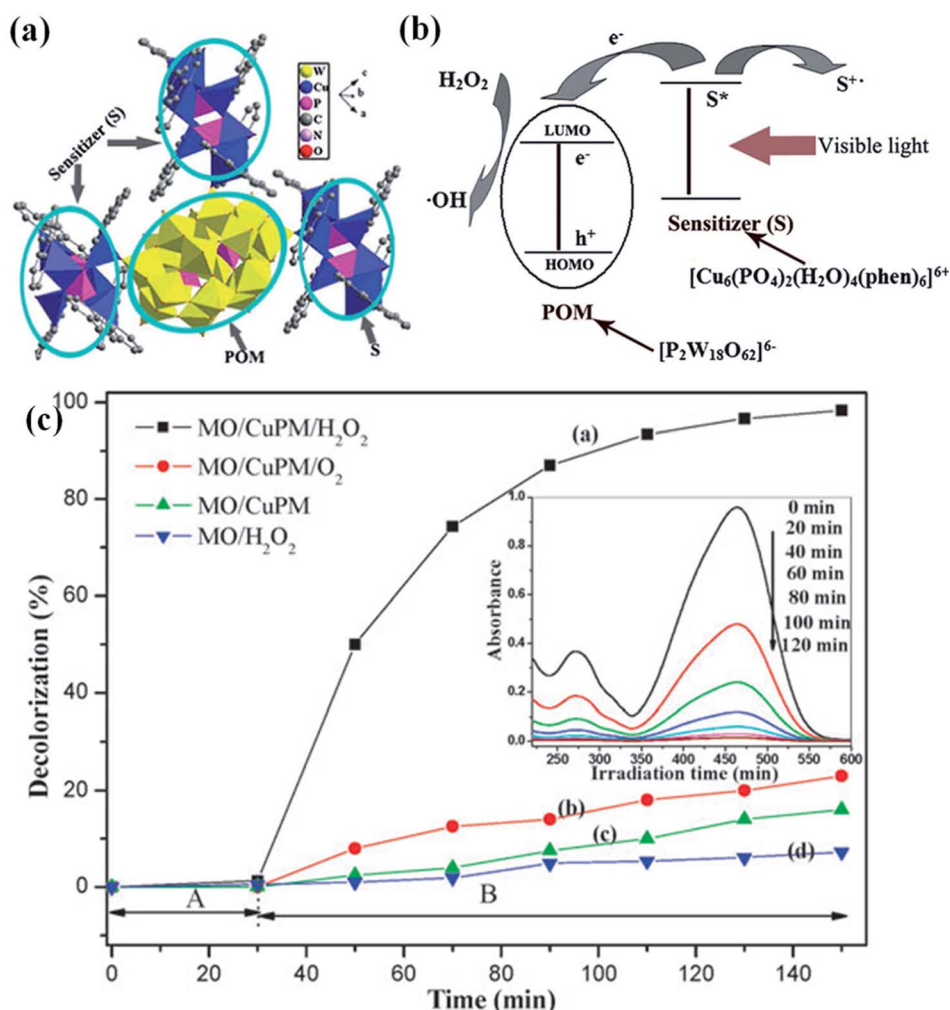 (a)
Sensitizer (S)
W
Cu
P
C
N
O
c
b
a
POM
S
(b)
e⁻
H₂O₂
S*
S⁺·
LUMO
e⁻
Visible light
·OH
h⁺
HOMO
Sensitizer (S)
POM
[Cu₆(PO₄)₂(H₂O)₄(phen)₆]⁶⁺
[P₂W₁₈O₆₂]⁶⁻
(c)
Decolorization (%)
100
80
60
40
20
0
MO/CuPM/H₂O₂
MO/CuPM/O₂
MO/CuPM
MO/H₂O₂
(a)
(b)
(c)
(d)
A
B
Absorbance
1.0
0.8
0.4
0.2
0.0
0 min
20 min
40 min
60 min
80 min
100 min
120 min
250 300 350 400 450 500 550 600
Irradiation time (min)
0 20 40 60 80 100 120 140
Time (min)